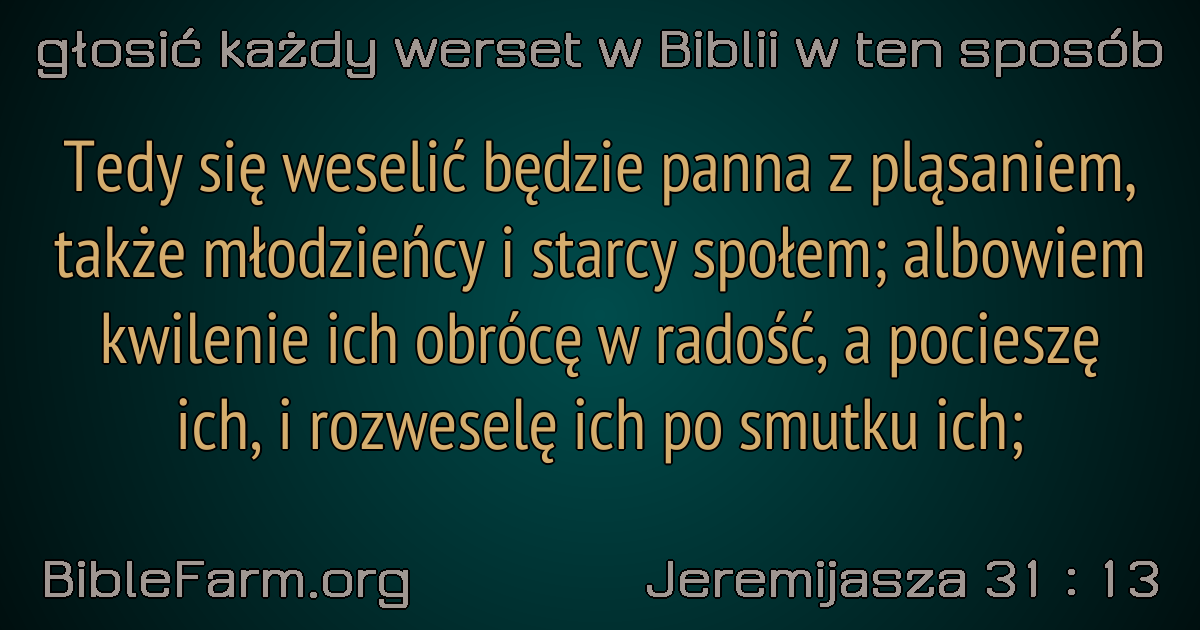 głosić każdy werset w Biblii w ten sposób
Tedy się weselić będzie panna z pląsaniem,
także młodzieńcy i starcy społem; albowiem
kwilenie ich obrócę w radość, a pocieszę
ich, i rozweselę ich po smutku ich;
BibleFarm.org
Jeremijasza 31 : 13